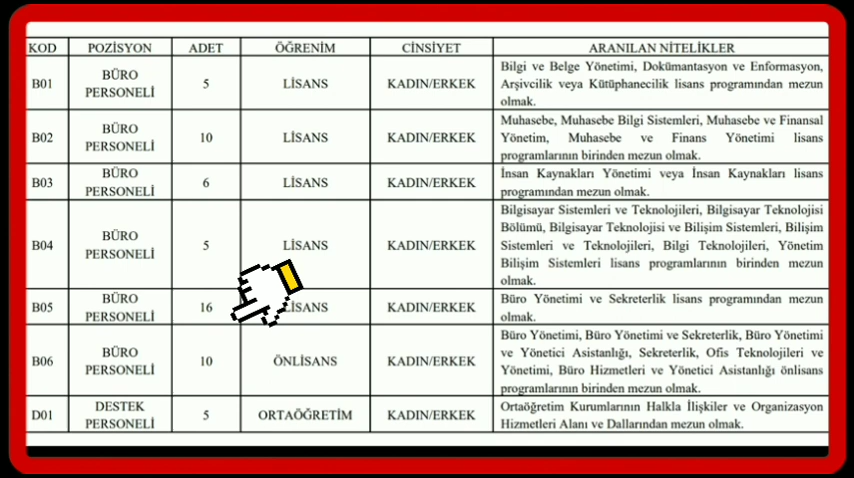 KOD POZİSYON ADET ÖĞRENİM CİNSİYET ARANILAN NİTELİKLER
B01 BÜRO PERSONELİ 5 LİSANS KADIN/ERKEK Bilgi ve Belge Yönetimi, Dokümantasyon ve Enformasyon,
Arşivcilik veya Kütüphanecilik lisans programından mezun
olmak.
B02 BÜRO PERSONELİ 10 LİSANS KADIN/ERKEK Muhasebe, Muhasebe Bilgi Sistemleri, Muhasebe ve Finansal
Yönetim, Muhasebe ve Finans Yönetimi lisans
programlarının birinden mezun olmak.
B03 BÜRO PERSONELİ 6 LİSANS KADIN/ERKEK İnsan Kaynakları Yönetimi veya İnsan Kaynakları lisans
programından mezun olmak.
B04 BÜRO PERSONELİ 5 LİSANS KADIN/ERKEK Bilgisayar Sistemleri ve Teknolojileri, Bilgisayar Teknolojisi
Bölümü, Bilgisayar Teknolojisi ve Bilişim Sistemleri, Bilişim
Sistemleri ve Teknolojileri, Bilgi Teknolojileri, Yönetim
Bilişim Sistemleri lisans programlarının birinden mezun
olmak.
B05 BÜRO PERSONELİ 16 LİSANS KADIN/ERKEK Büro Yönetimi ve Sekreterlik lisans programından mezun
olmak.
B06 BÜRO PERSONELİ 10 ÖNLİSANS KADIN/ERKEK Büro Yönetimi, Büro Yönetimi ve Sekreterlik, Büro Yönetimi
ve Yönetici Asistanlığı, Sekreterlik, Ofis Teknolojileri ve
Yönetimi, Büro Hizmetleri ve Yönetici Asistanlığı önlisans
programlarının birinden mezun olmak.
D01 DESTEK PERSONELİ 5 ORTAÖĞRETİM KADIN/ERKEK Ortaöğretim Kurumlarının Halkla İlişkiler ve Organizasyon
Hizmetleri Alanı ve Dallarından mezun olmak.